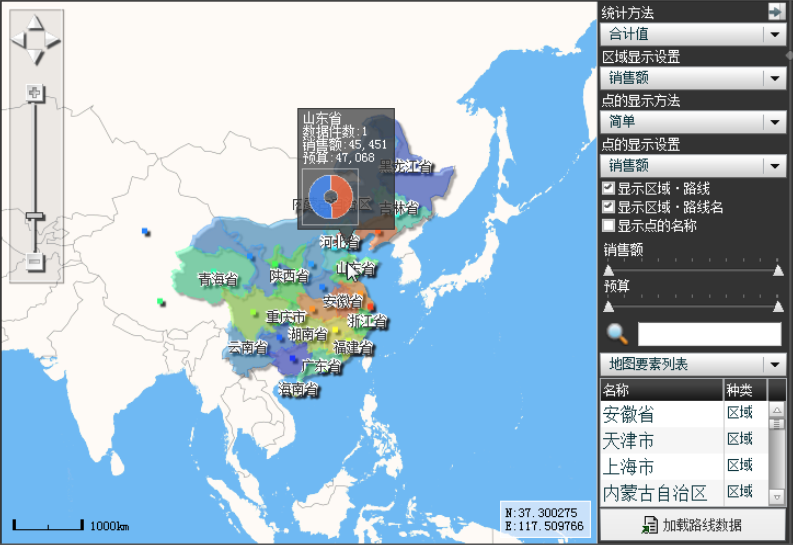 山东省
数据件数:1
销售额:45,451
预算:47,068
黑龙江省
吉林省
河北省
山东省
青海省
陕西省
安徽省
重庆市
浙江省
湖南省
云南省
福建省
广东省
海南省
1000km
N:37.300275
E:117.509766
统计方法
合计值
区域显示设置
销售额
点的显示方法
简单
点的显示设置
销售额
显示区域·路线
显示区域·路线名
显示点的名称
销售额
预算
地图要素列表
名称 种类
安徽省 区域
天津市 区域
上海市 区域
内蒙古自治区 区域
加载路线数据